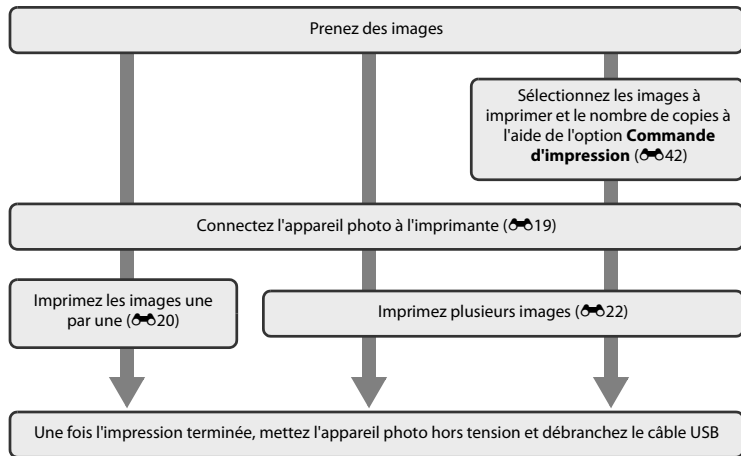 Prenez des images
Sélectionnez les images à
imprimer et le nombre de copies à
l'aide de l'option Commande
d'impression (42)
Connectez l'appareil photo à l'imprimante (19)
Imprimez les images une
par une (20)
Imprimez plusieurs images (22)
Une fois l'impression terminée, mettez l'appareil photo hors tension et débranchez le câble USB